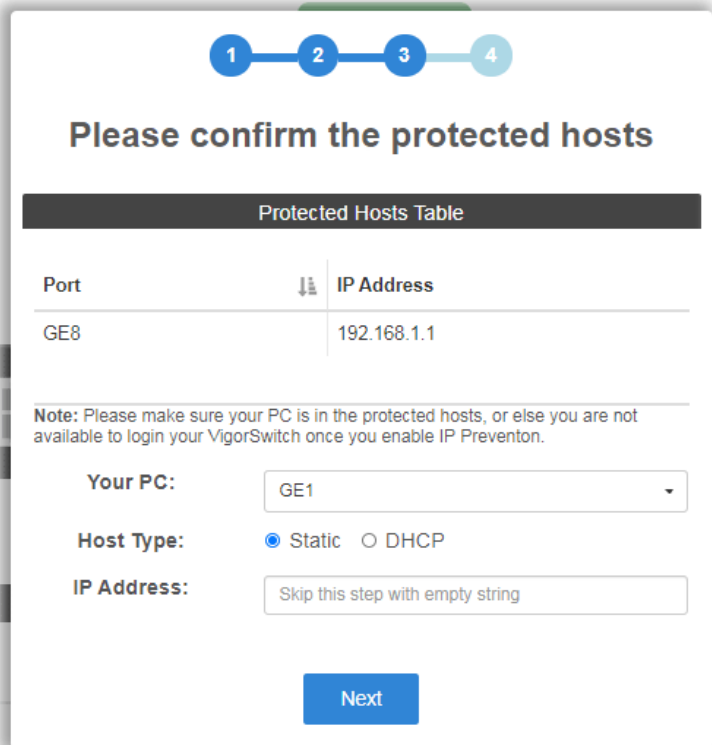 1 2 3 4
Please confirm the protected hosts
Protected Hosts Table
Port IP Address
GE8 192.168.1.1
Note: Please make sure your PC is in the protected hosts, or else you are not
available to login your VigorSwitch once you enable IP Preventon.
Your PC: GE1
Host Type: Static DHCP
IP Address: Skip this step with empty string
Next